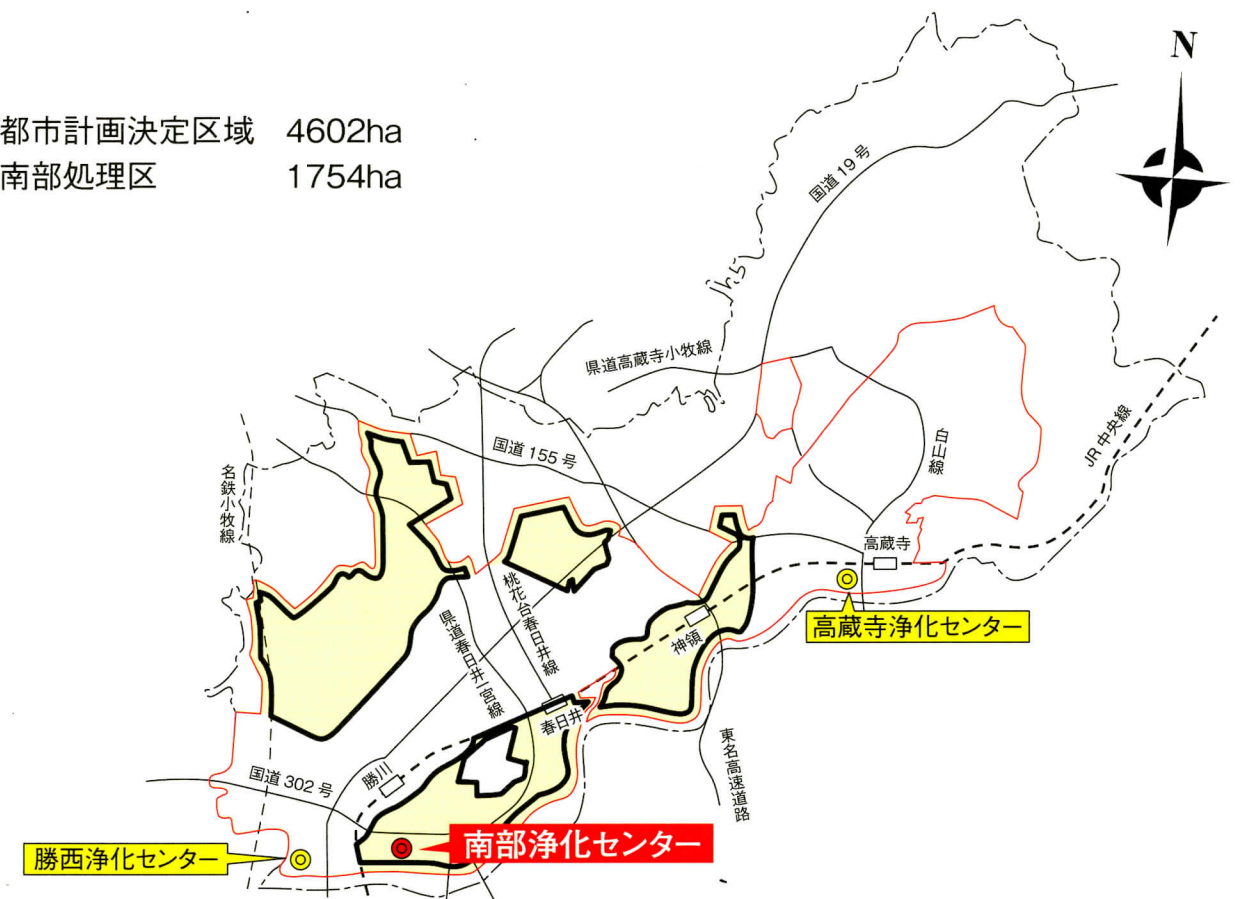 N
都市計画決定区域 4602ha
南部処理区 1754ha
国道19号
県道高蔵寺小牧線
国道155号
白山線
JR中央線
名鉄小牧線
高蔵寺
桃花台春日井線
県道春日井一宮線
高蔵寺浄化センター
神領
春日井
東名高速道路
勝川
国道302号
南部浄化センター
勝西浄化センター